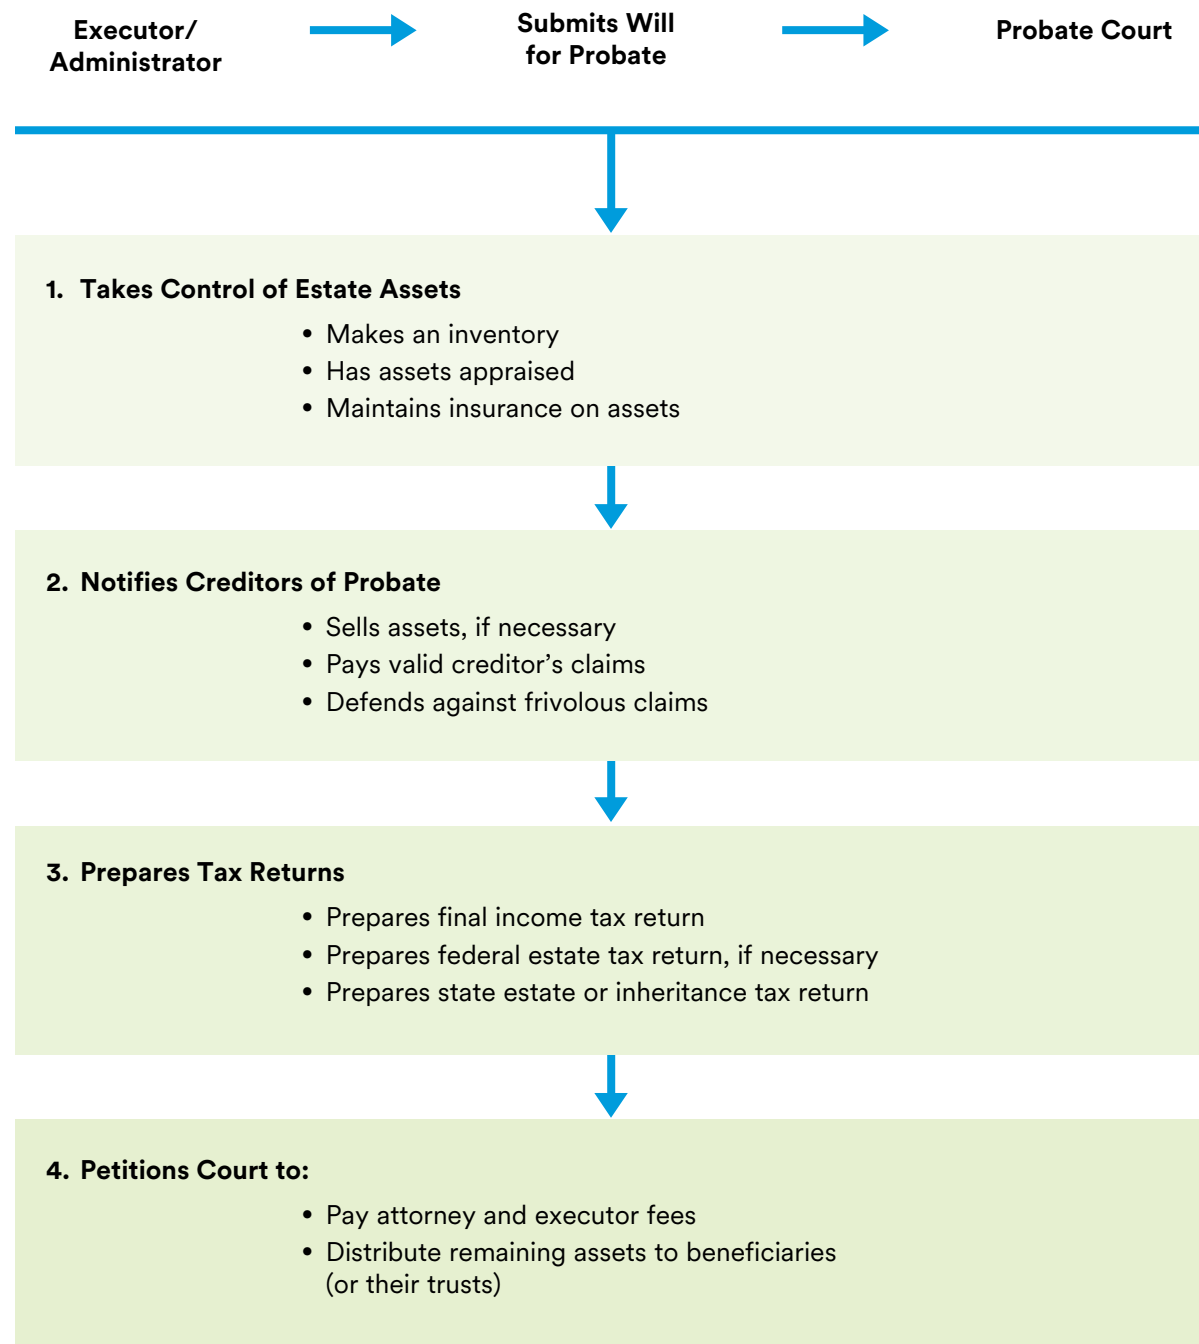 Executor/
Administrator
Submits Will
for Probate
Probate Court
1. Takes Control of Estate Assets
• Makes an inventory
• Has assets appraised
• Maintains insurance on assets
2. Notifies Creditors of Probate
• Sells assets, if necessary
• Pays valid creditor’s claims
• Defends against frivolous claims
3. Prepares Tax Returns
• Prepares final income tax return
• Prepares federal estate tax return, if necessary
• Prepares state estate or inheritance tax return
4. Petitions Court to:
• Pay attorney and executor fees
• Distribute remaining assets to beneficiaries
(or their trusts)